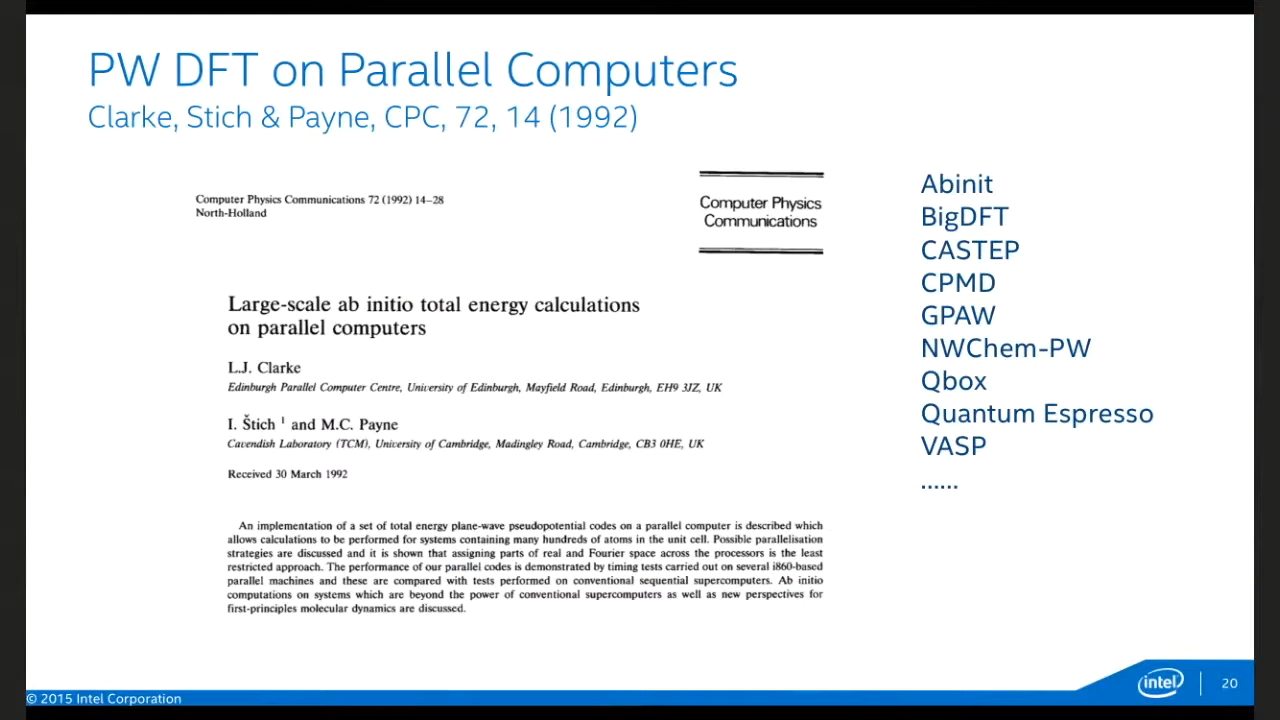 PW DFT on Parallel Computers
Clarke, Stich & Payne, CPC, 72, 14 (1992)
Computer Physics Communications 72 (1992) 14–28
North-Holland
Computer Physics
Communications
Large-scale ab initio total energy calculations
on parallel computers
L.J. Clarke
Edinburgh Parallel Computer Centre, University of Edinburgh, Mayfield Road, Edinburgh, EH9 3JZ, UK
I. Štich ¹ and M.C. Payne
Cavendish Laboratory (TCM), University of Cambridge, Madingley Road, Cambridge, CB3 0HE, UK
Received 30 March 1992
An implementation of a set of total energy plane-wave pseudopotential codes on a parallel computer is described which
allows calculations to be performed for systems containing many hundreds of atoms in the unit cell. Possible parallelisation
strategies are discussed and it is shown that assigning parts of real and Fourier space across the processors is the least
restricted approach. The performance of our parallel codes is demonstrated by timing tests carried out on several i860-based
parallel machines and these are compared with tests performed on conventional sequential supercomputers. Ab initio
computations on systems which are beyond the power of conventional supercomputers as well as new perspectives for
first-principles molecular dynamics are discussed.
Abinit
BigDFT
CASTEP
CPMD
GPAW
NWChem-PW
Qbox
Quantum Espresso
VASP
......
© 2015 Intel Corporation
intel
20